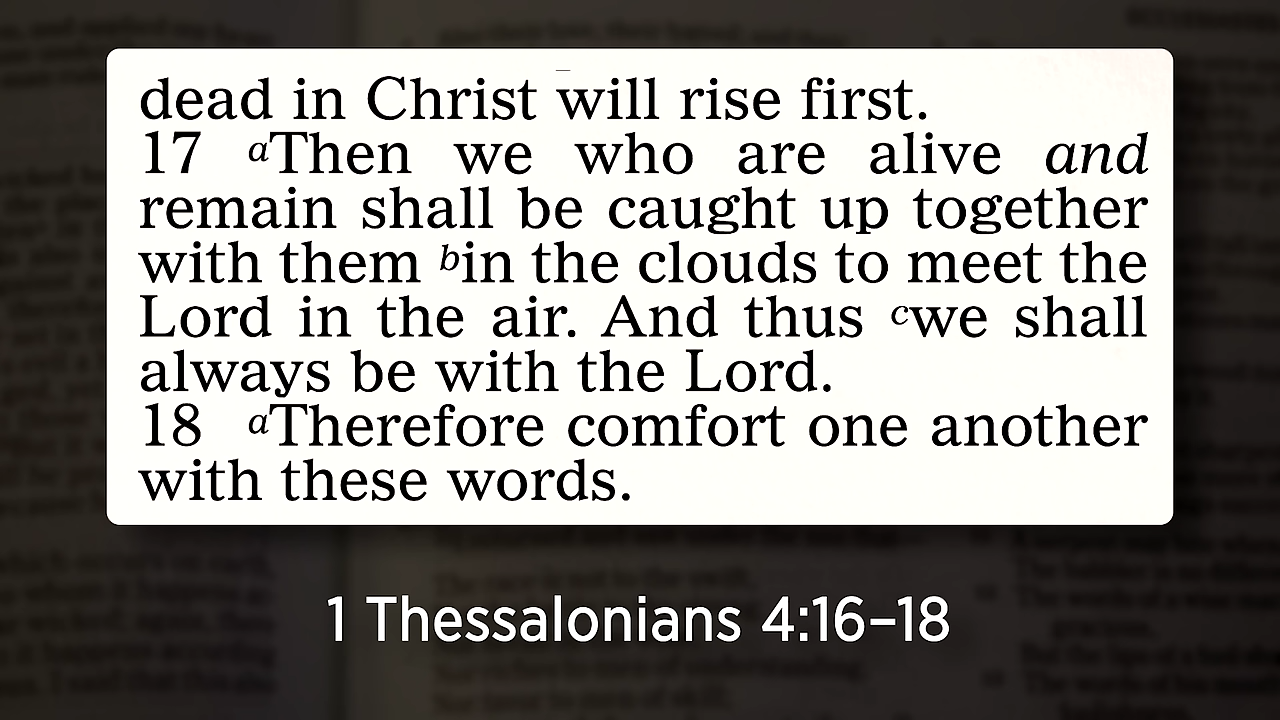 dead in Christ will rise first.
17 aThen we who are alive and
remain shall be caught up together
with them bin the clouds to meet the
Lord in the air. And thus cwe shall
always be with the Lord.
18 aTherefore comfort one another
with these words.
1 Thessalonians 4:16–18